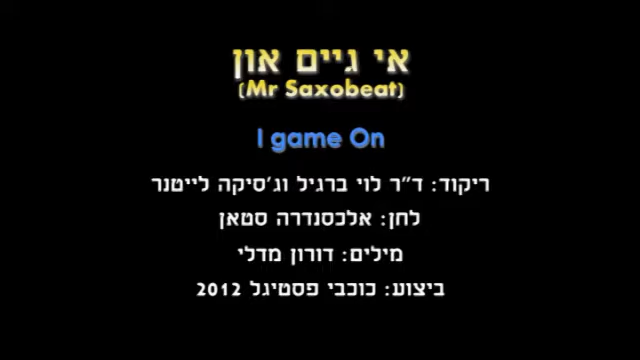 אי גיים און
(Mr Saxobeat)
I game On
ריקוד: ד"ר לוי ברגיל וג'סיקה לייטנר
לחן: אלכסנדרה סטאן
מילים: דורון מדלי
ביצוע: כוכבי פסטיגל 2012